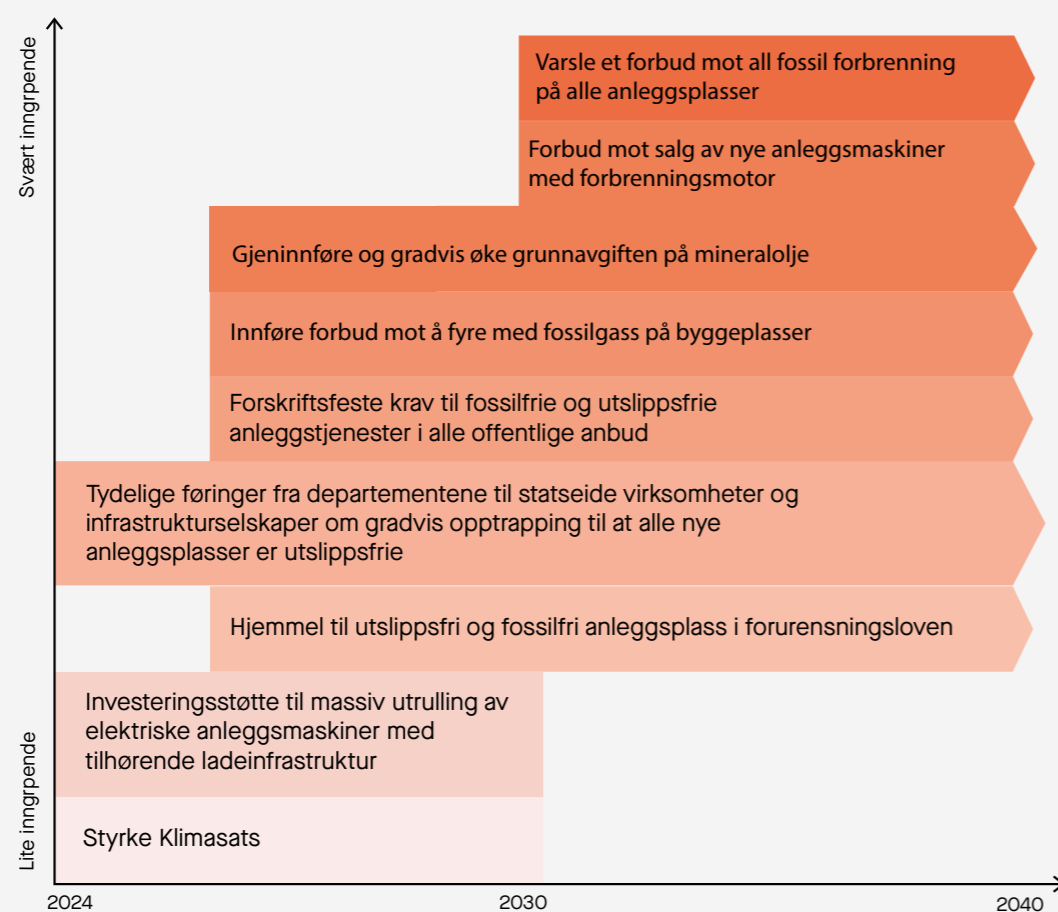 Svært inngrpende
Varsle et forbud mot all fossil forbrenning
på alle anleggsplasser
Forbud mot salg av nye anleggsmaskiner
med forbrenningsmotor
Gjeninnføre og gradvis øke grunnavgiften på mineralolje
Innføre forbud mot å fyre med fossilgass på byggeplasser
Forskriftsfeste krav til fossilfrie og utslippsfrie
anleggstjenester i alle offentlige anbud
Tydelige føringer fra departementene til statseide virksomheter og
infrastrukturselskaper om gradvis opptrapping til at alle nye
anleggsplasser er utslippsfrie
Hjemmel til utslippsfri og fossilfri anleggsplass i forurensningsloven
Investeringsstøtte til massiv utrulling av
elektriske anleggsmaskiner med
tilhørende ladeinfrastruktur
Lite inngrpende
Styrke Klimasats
2024
2030
2040